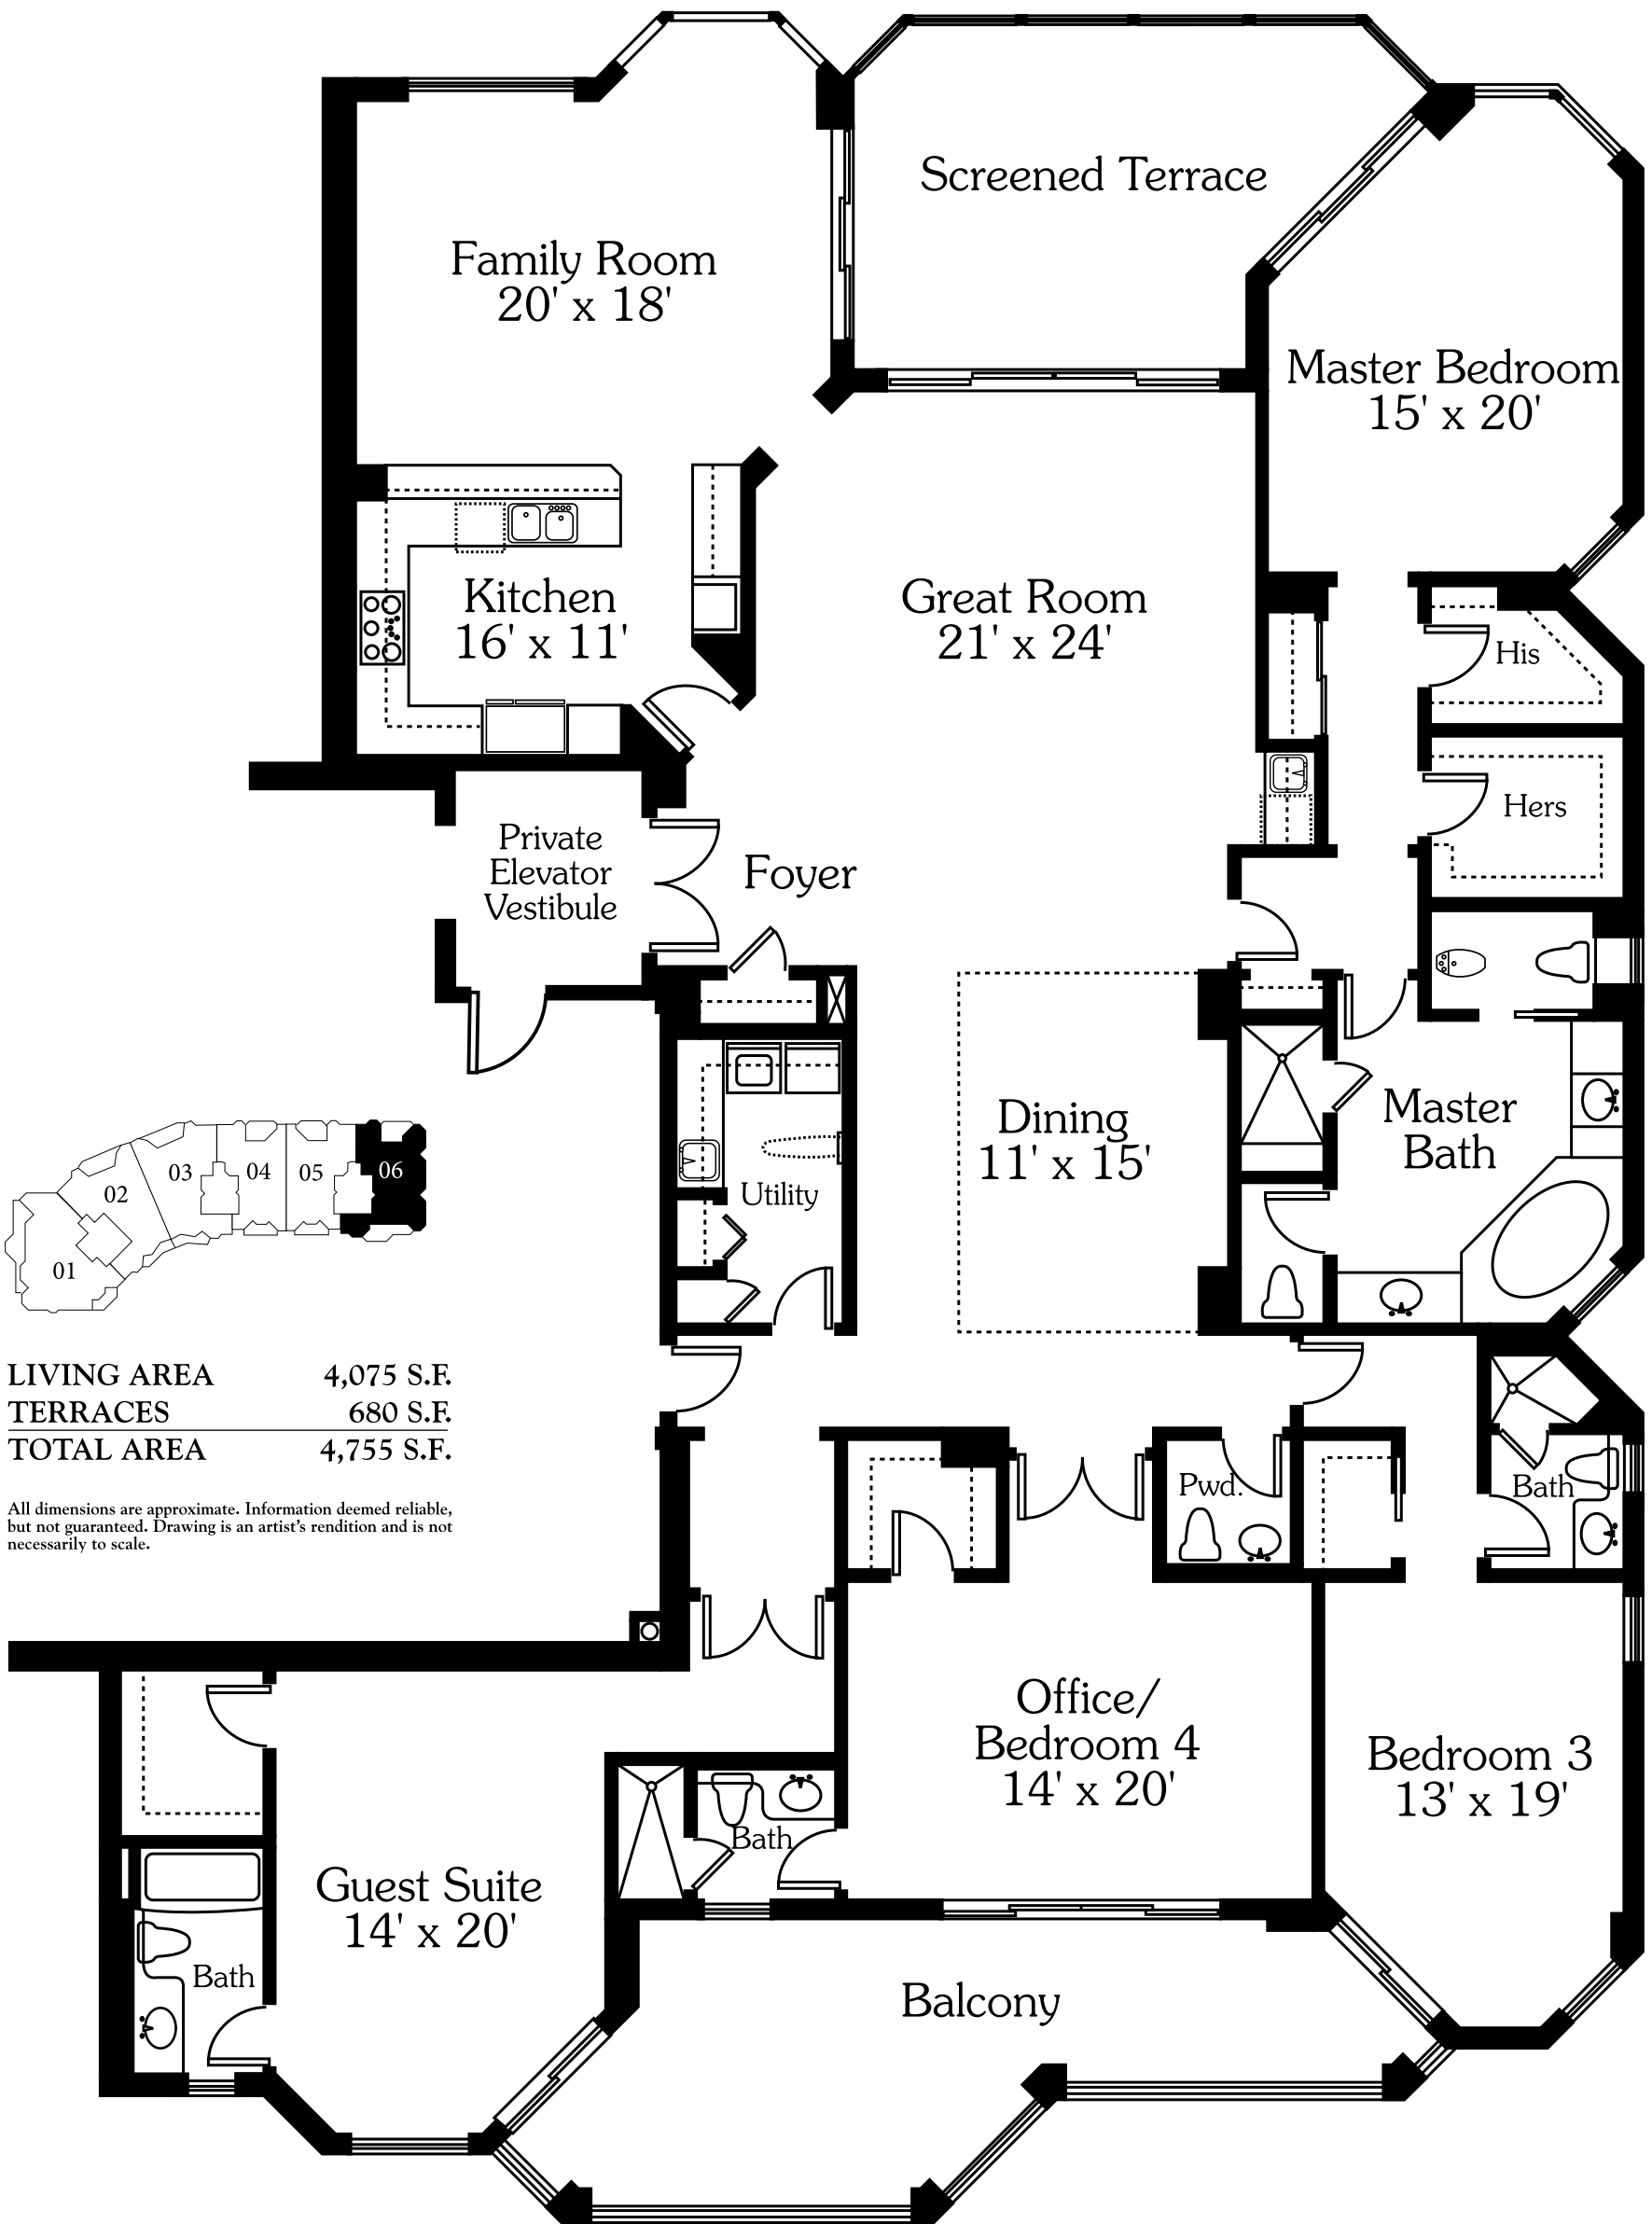 Screened Terrace
Family Room
20' x 18'
Master Bedroom
15' x 20'
Kitchen
16' x 11'
Great Room
21' x 24'
His
Hers
Private
Elevator
Vestibule
Foyer
Dining
11' x 15'
Master
Bath
Utility
01
02
03
04
05
06
LIVING AREA 4,075 S.F.
TERRACES 680 S.F.
TOTAL AREA 4,755 S.F.
All dimensions are approximate. Information deemed reliable,
but not guaranteed. Drawing is an artist's rendition and is not
necessarily to scale.
Pwd.
Bath
Office/
Bedroom 4
14' x 20'
Bedroom 3
13' x 19'
Bath
Guest Suite
14' x 20'
Bath
Balcony